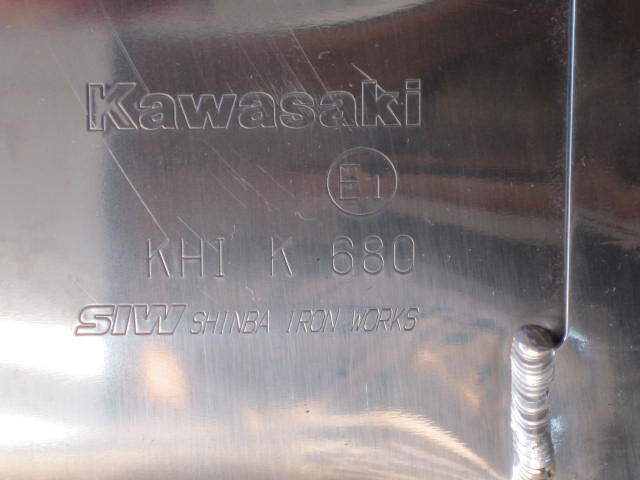 Kawasaki
E1
KHI K 680
SIW SHINBA IRON WORKS